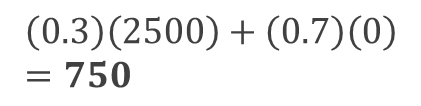 (0.3)(2500) + (0.7)(0)
= 750